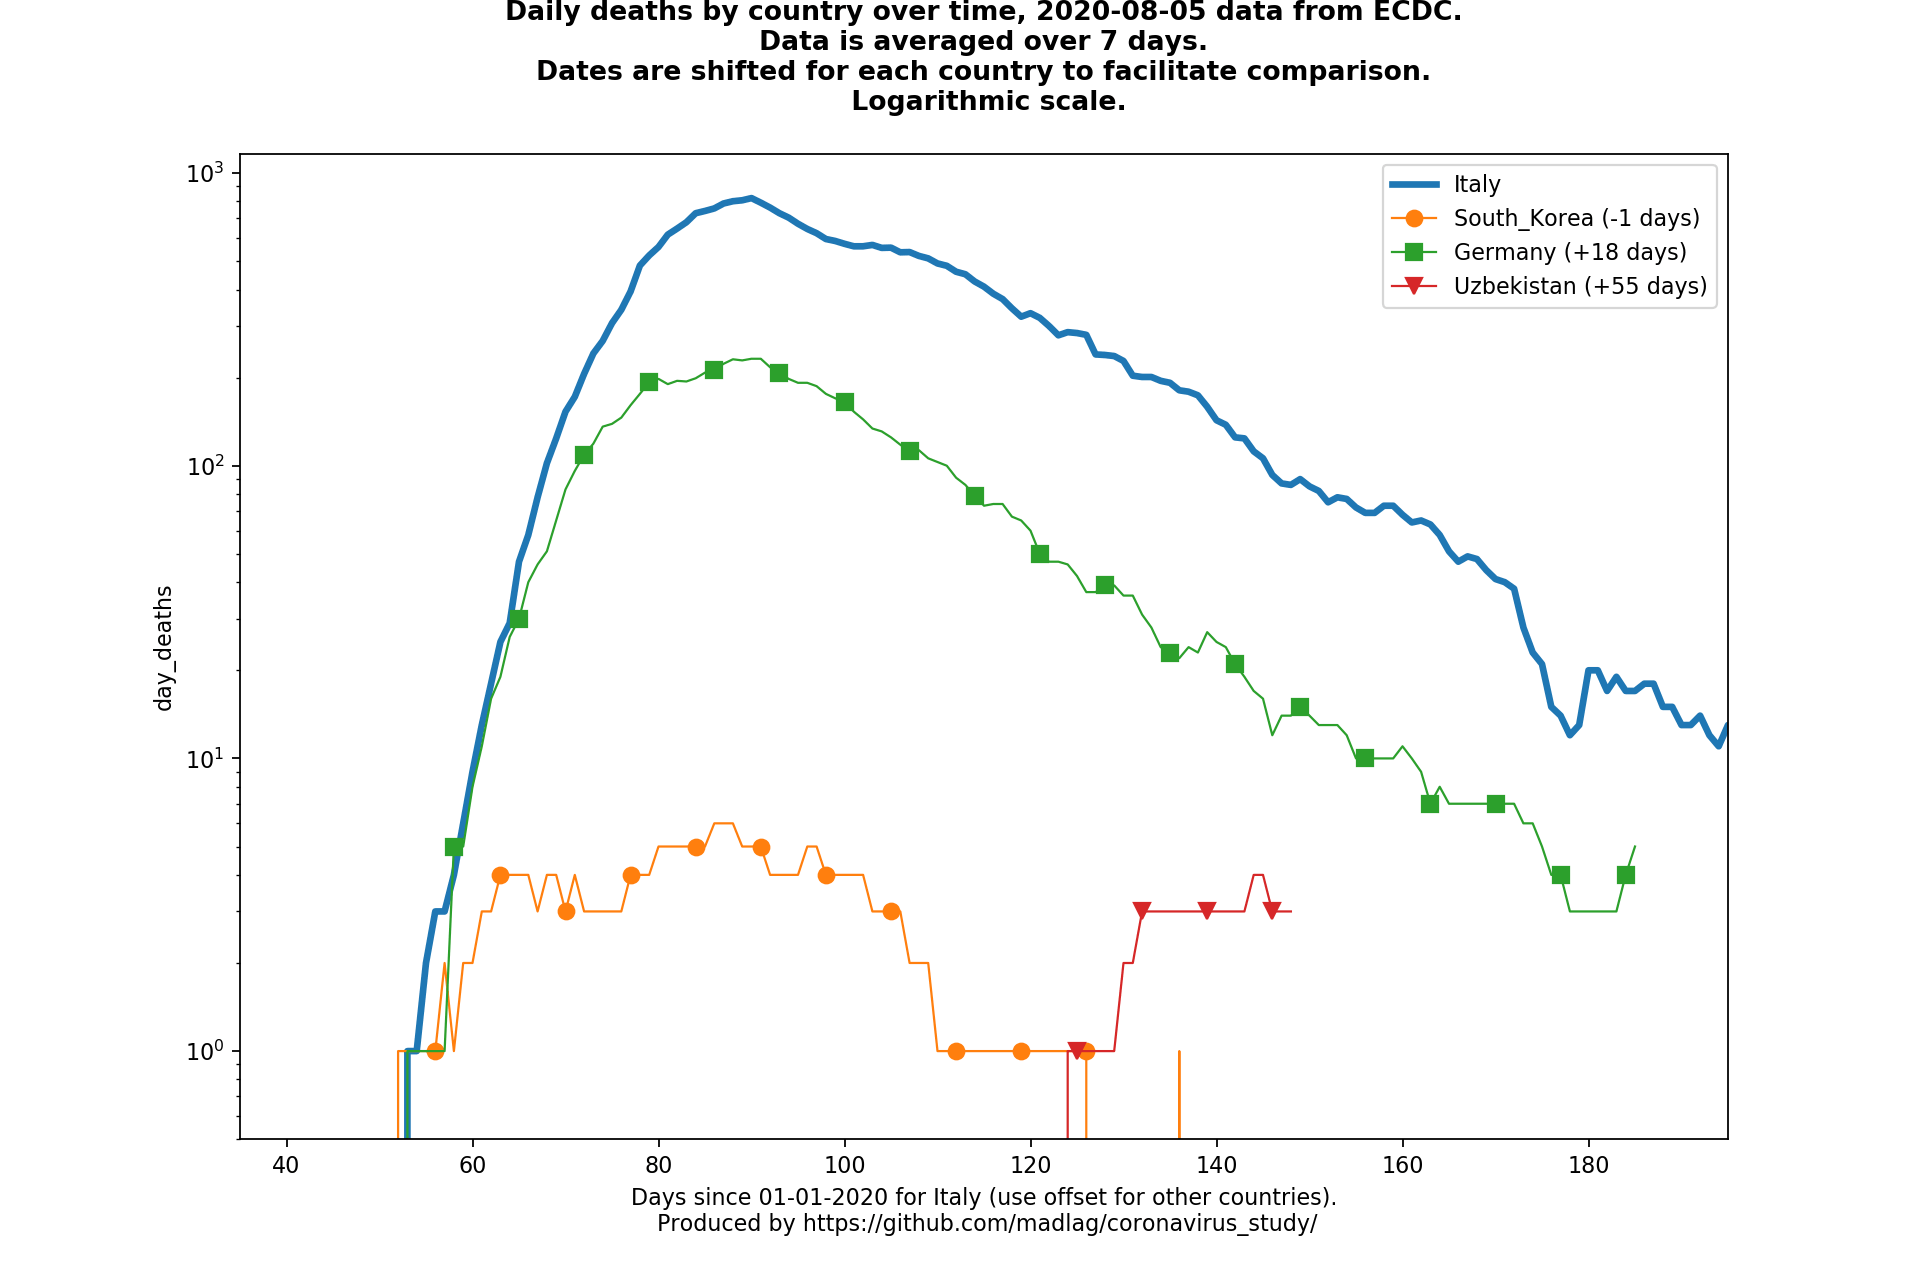 Daily deaths by country over time, 2020-08-05 data from ECDC.
Data is averaged over 7 days.
Dates are shifted for each country to facilitate comparison.
Logarithmic scale.
10³
10²
10¹
10⁰
day_deaths
Italy
South_Korea (-1 days)
Germany (+18 days)
Uzbekistan (+55 days)
40 60 80 100 120 140 160 180
Days since 01-01-2020 for Italy (use offset for other countries).
Produced by https://github.com/madlag/coronavirus_study/